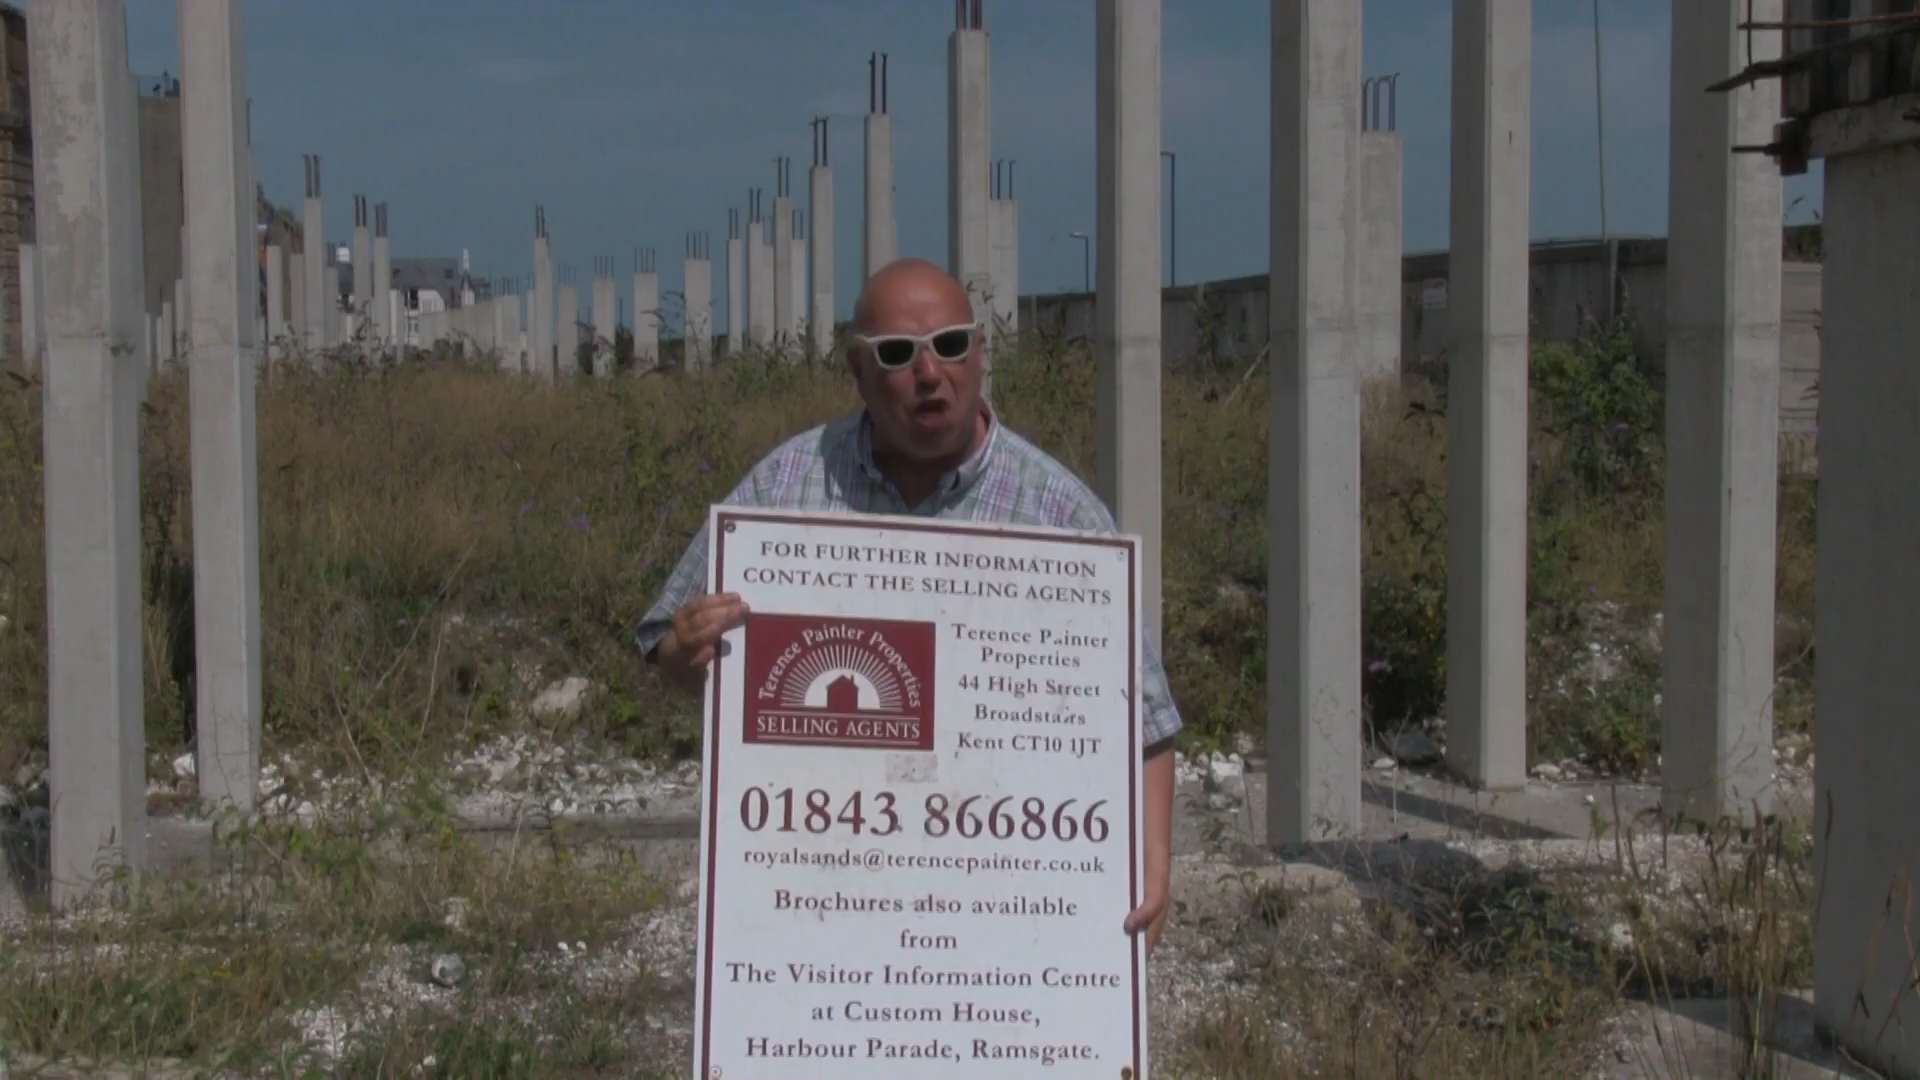 FOR FURTHER INFORMATION
CONTACT THE SELLING AGENTS
Terence Painter Properties
SELLING AGENTS
Terence Painter
Properties
44 High Street
Broadstairs
Kent CT10 1JT
01843 866866
royalsands@terencepainter.co.uk
Brochures also available
from
The Visitor Information Centre
at Custom House,
Harbour Parade, Ramsgate.